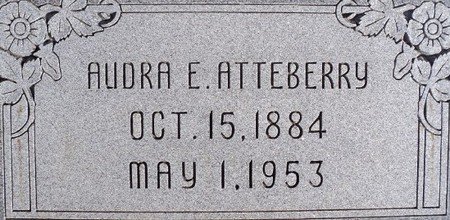 AUDRA E. ATTEBERRY
OCT. 15, 1884
MAY 1, 1953